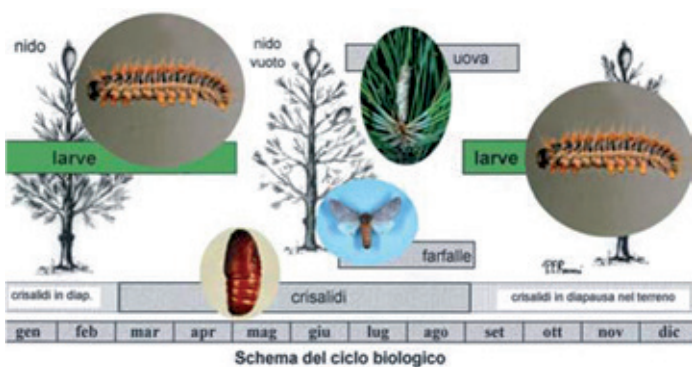 nido
nido
vuoto
uova
larve
larve
farfalle
crisalidi in diap.
crisalidi
crisalidi in diapausa nel terreno
gen feb mar apr mag giu lug ago set ott nov dic
Schema del ciclo biologico